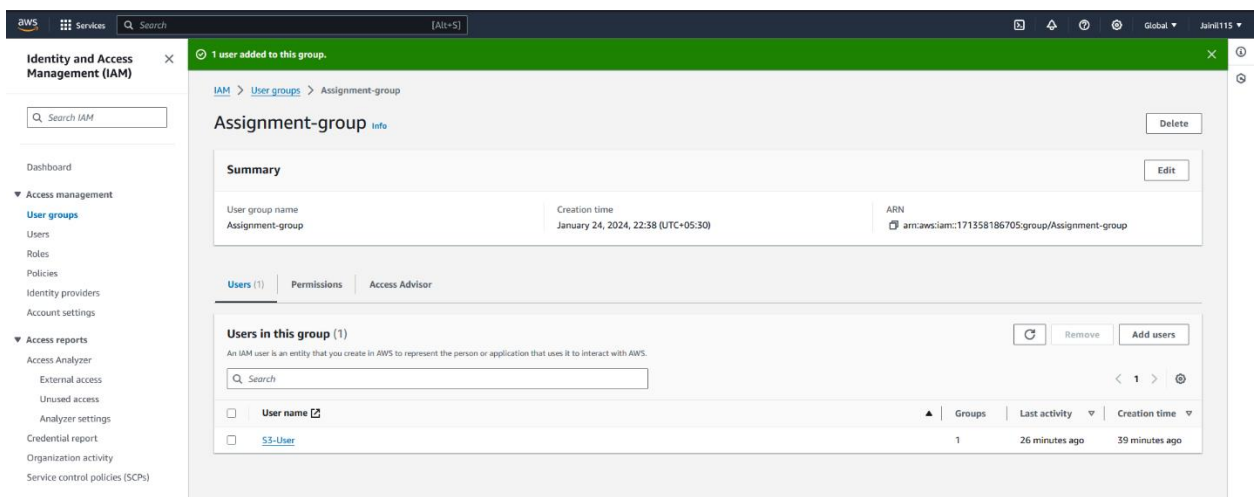 aws Services Search [Alt+S] Global Jainil115
Identity and Access Management (IAM)
Search IAM
Dashboard
Access management
User groups
Users
Roles
Policies
Identity providers
Account settings
Access reports
Access Analyzer
External access
Unused access
Analyzer settings
Credential report
Organization activity
Service control policies (SCPs)
1 user added to this group.
IAM > User groups > Assignment-group
Assignment-group Info
Delete
Summary
Edit
User group name
Assignment-group
Creation time
January 24, 2024, 22:38 (UTC+05:30)
ARN
arn:aws:iam::171358186705:group/Assignment-group
Users (1) Permissions Access Advisor
Users in this group (1)
Remove Add users
An IAM user is an entity that you create in AWS to represent the person or application that uses it to interact with AWS.
Search
< 1 >
User name Groups Last activity Creation time
S3-User 1 26 minutes ago 39 minutes ago